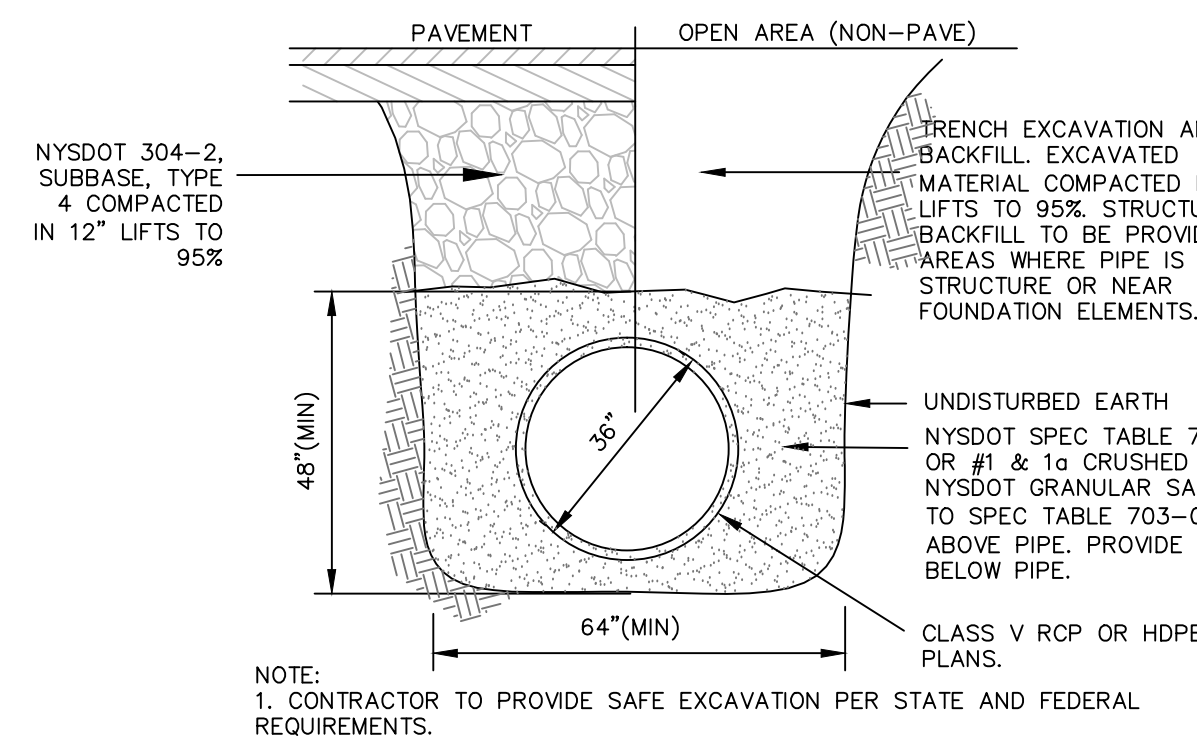 PAVEMENT
OPEN AREA (NON-PAVE)
NYSDOT 304-2,
SUBBASE, TYPE
4 COMPACTED
IN 12" LIFTS TO
95%
TRENCH EXCAVATION
BACKFILL. EXCAVATED
MATERIAL COMPACTED
LIFTS TO 95%.
BACKFILL TO BE
AREAS WHERE PIPE IS
STRUCTURE OR NEAR
FOUNDATION ELEMENTS.
48"(MIN)
36"
UNDISTURBED EARTH
NYSDOT SPEC TABLE
OR #1 & 1a CRUSHED
NYSDOT GRANULAR
TO SPEC TABLE
ABOVE PIPE. PROVIDE
BELOW PIPE.
64"(MIN)
CLASS V RCP OR HDPE
PLANS.
NOTE:
1. CONTRACTOR TO PROVIDE SAFE EXCAVATION PER STATE AND FEDERAL
REQUIREMENTS.